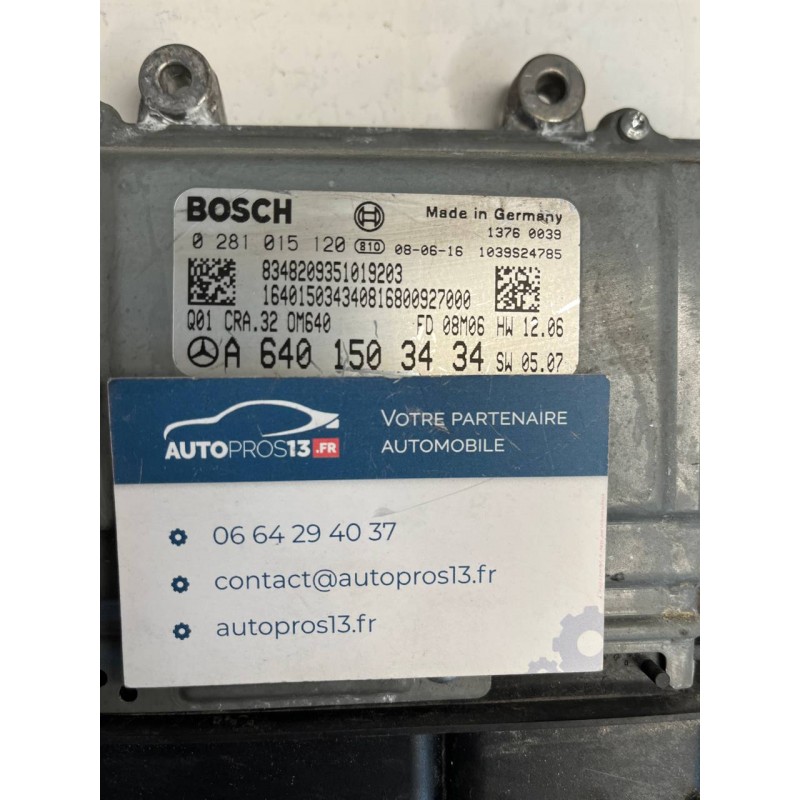 BOSCH Made in Germany
1376 0039
0 281 015 120 810 08-06-16 1039S24785
8348209351019203
164015034340816800927000
Q01 CRA.32 OM640 FD 08M06 HW 12.06
A 640 150 34 34 SW 05.07
AUTOPROS13.FR
VOTRE PARTENAIRE
AUTOMOBILE
06 64 29 40 37
contact@autopros13.fr
autopros13.fr